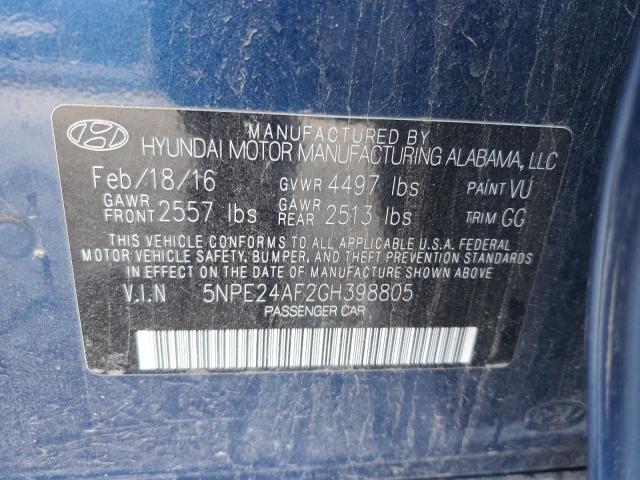 MANUFACTURED BY
HYUNDAI MOTOR MANUFACTURING ALABAMA, LLC
Feb/18/16 GVWR 4497 lbs PAINT VU
GAWR FRONT 2557 lbs GAWR REAR 2513 lbs TRIM GG
THIS VEHICLE CONFORMS TO ALL APPLICABLE U.S.A. FEDERAL
MOTOR VEHICLE SAFETY, BUMPER, AND THEFT PREVENTION
STANDARDS IN EFFECT ON THE DATE OF MANUFACTURE SHOWN ABOVE
V.I.N 5NPE24AF2GH398805
PASSENGER CAR